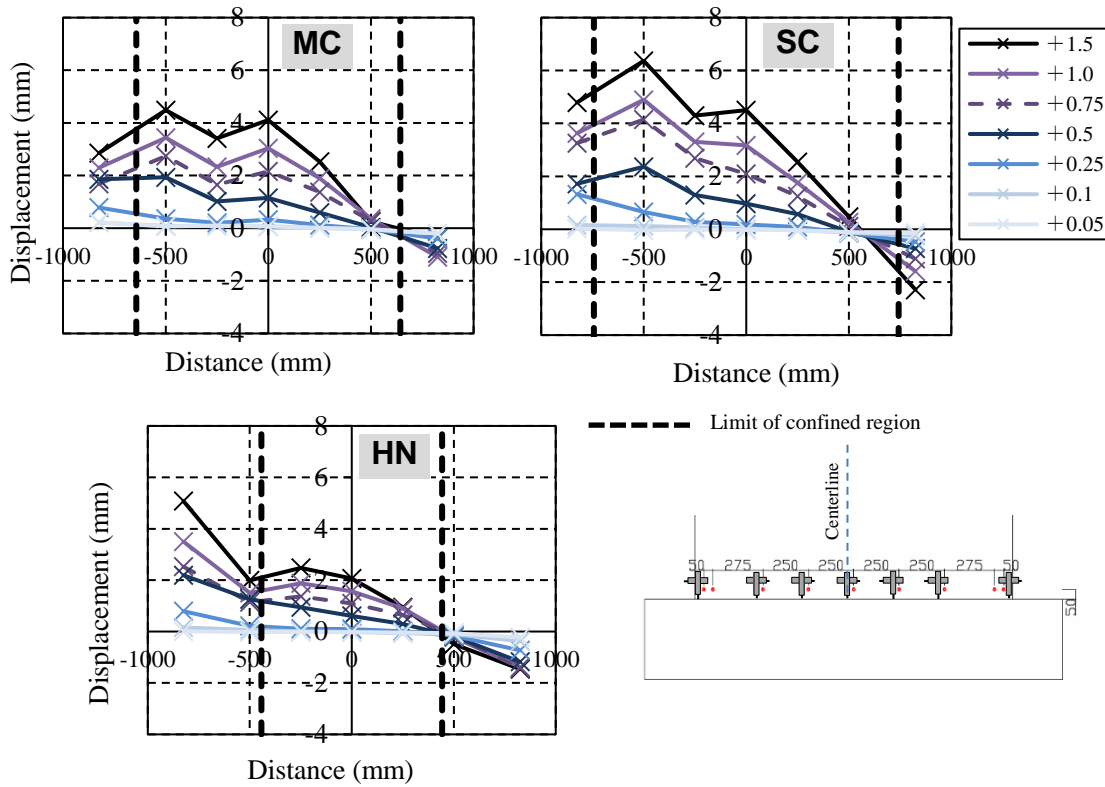 MC
8
6
4
2
0
-2
-4
-1000 -500 0 500 1000
Displacement (mm)
Distance (mm)
SC
8
6
4
2
0
-2
-4
-1000 -500 0 500 1000
Distance (mm)
+1.5
+1.0
+0.75
+0.5
+0.25
+0.1
+0.05
HN
8
6
4
2
0
-2
-4
-1000 -500 0 500 1000
Displacement (mm)
Distance (mm)
Limit of confined region
Centerline
50 275 250 250 250 250 275 50
50